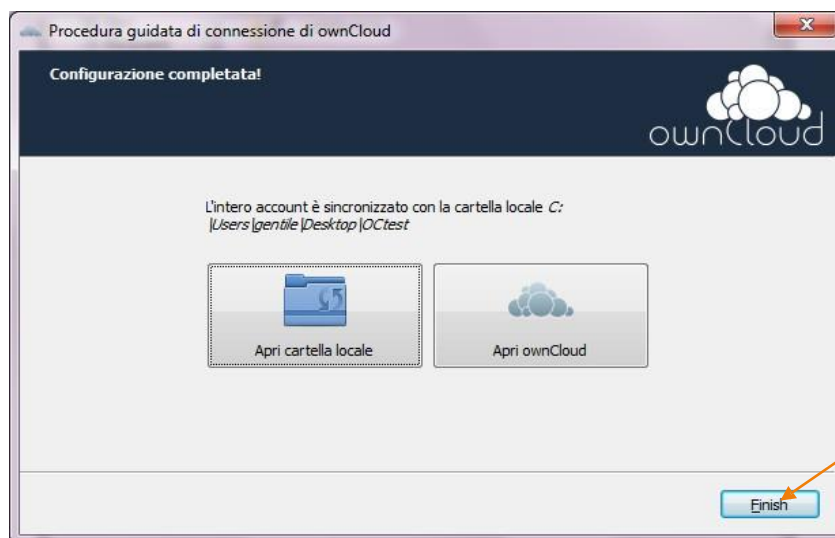 Procedura guidata di connessione di ownCloud
Configurazione completata!
ownCloud
L'intero account è sincronizzato con la cartella locale C:
\Users\gentile\Desktop\OCtest
Apri cartella locale
Apri ownCloud
Finish